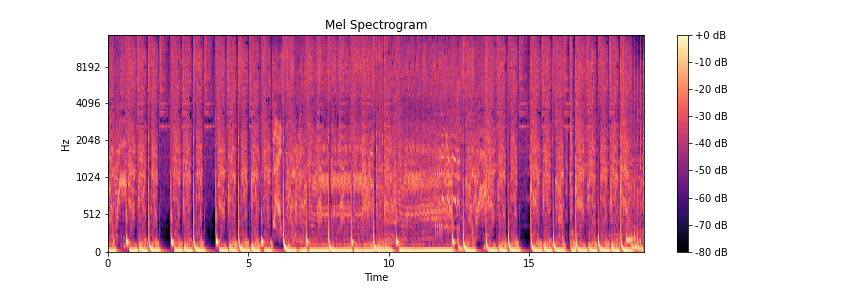 Mel Spectrogram
Hz
8192
4096
2048
1024
512
0
0
5
10
15
Time
+0 dB
-10 dB
-20 dB
-30 dB
-40 dB
-50 dB
-60 dB
-70 dB
-80 dB